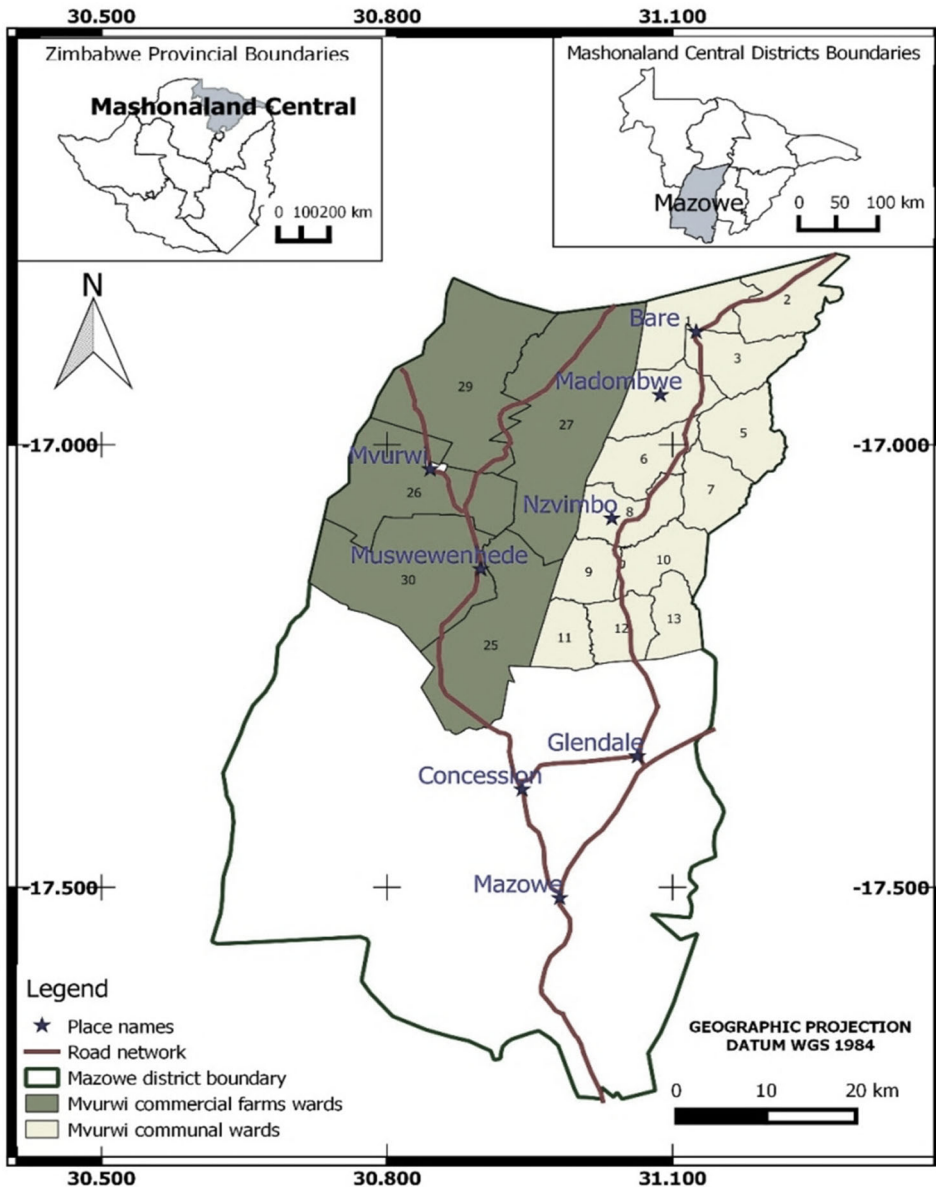 30.500 30.800 31.100
Zimbabwe Provincial Boundaries
Mashonaland Central
0 100200 km
Mashonaland Central Districts Boundaries
Mazowe
0 50 100 km
N
2
Bare
1
3
29
Madombwe
27
5
-17.000 -17.000
Mvurwi
6
26
7
Nzvimbo
8
Muswewenhede
10
9
30
13
12
11
25
Glendale
Concession
-17.500 -17.500
Mazowe
Legend
Place names
Road network
Mazowe district boundary
Mvurwi commercial farms wards
Mvurwi communal wards
GEOGRAPHIC PROJECTION
DATUM WGS 1984
0 10 20 km
30.500 30.800 31.100